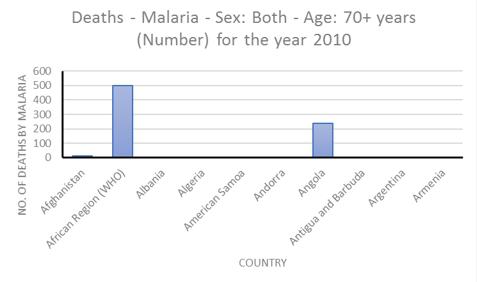 Deaths - Malaria - Sex: Both - Age: 70+ years
(Number) for the year 2010
NO. OF DEATHS BY MALARIA
600
500
400
300
200
100
0
Afghanistan
African Region (WHO)
Albania
Algeria
American Samoa
Andorra
Angola
Antigua and Barbuda
Argentina
Armenia
COUNTRY